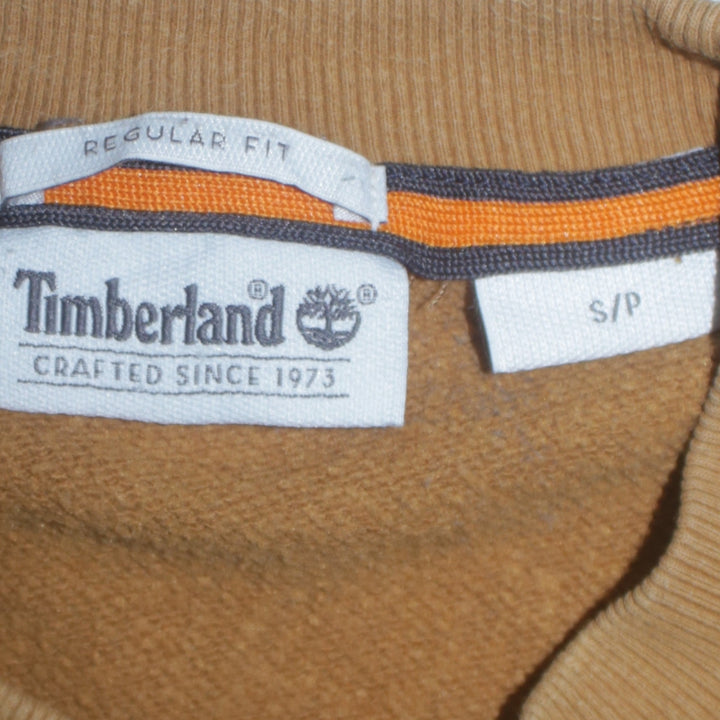 REGULAR FIT
Timberland®
®
CRAFTED SINCE 1973
S/P